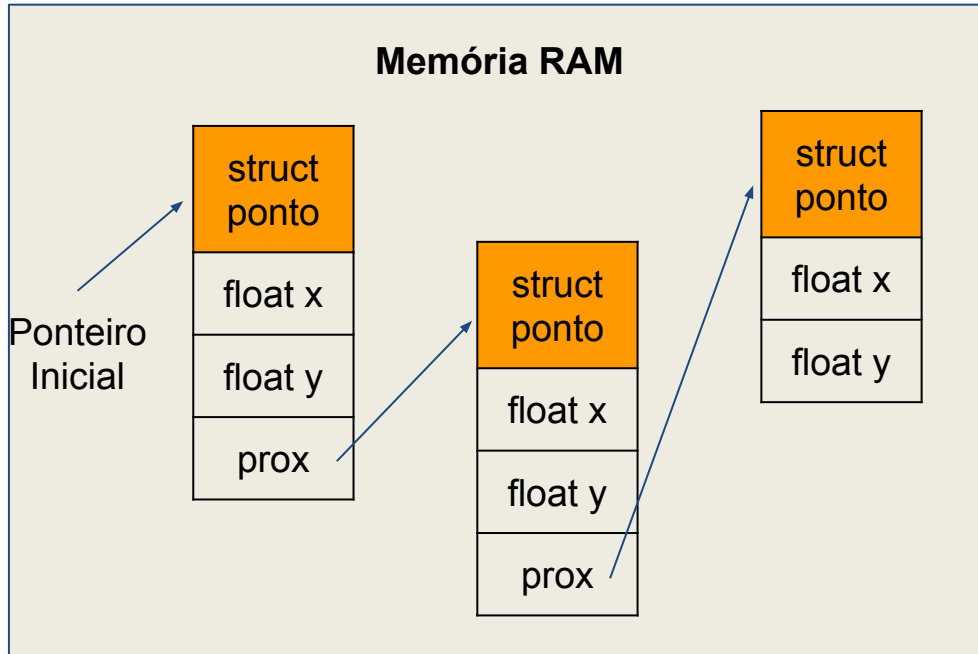 Memória RAM
Ponteiro
Inicial
struct
ponto
float x
float y
prox
struct
ponto
float x
float y
prox
struct
ponto
float x
float y